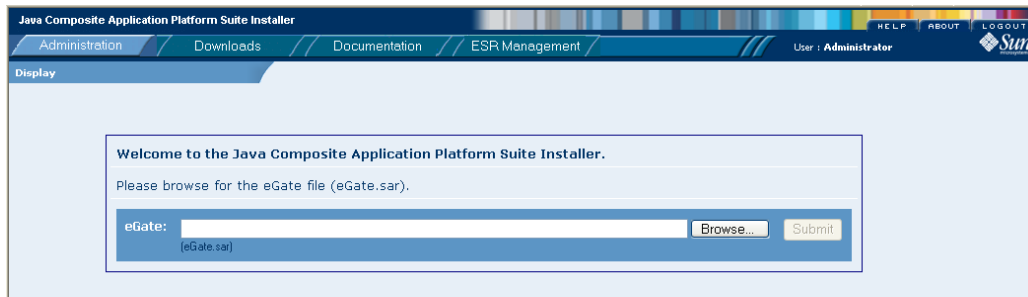 Java Composite Application Platform Suite Installer
HELP ABOUT LOGOUT
Administration Downloads Documentation ESR Management User : Administrator Sun
Display
Welcome to the Java Composite Application Platform Suite Installer.
Please browse for the eGate file (eGate.sar).
eGate: Browse... Submit
(eGate.sar)